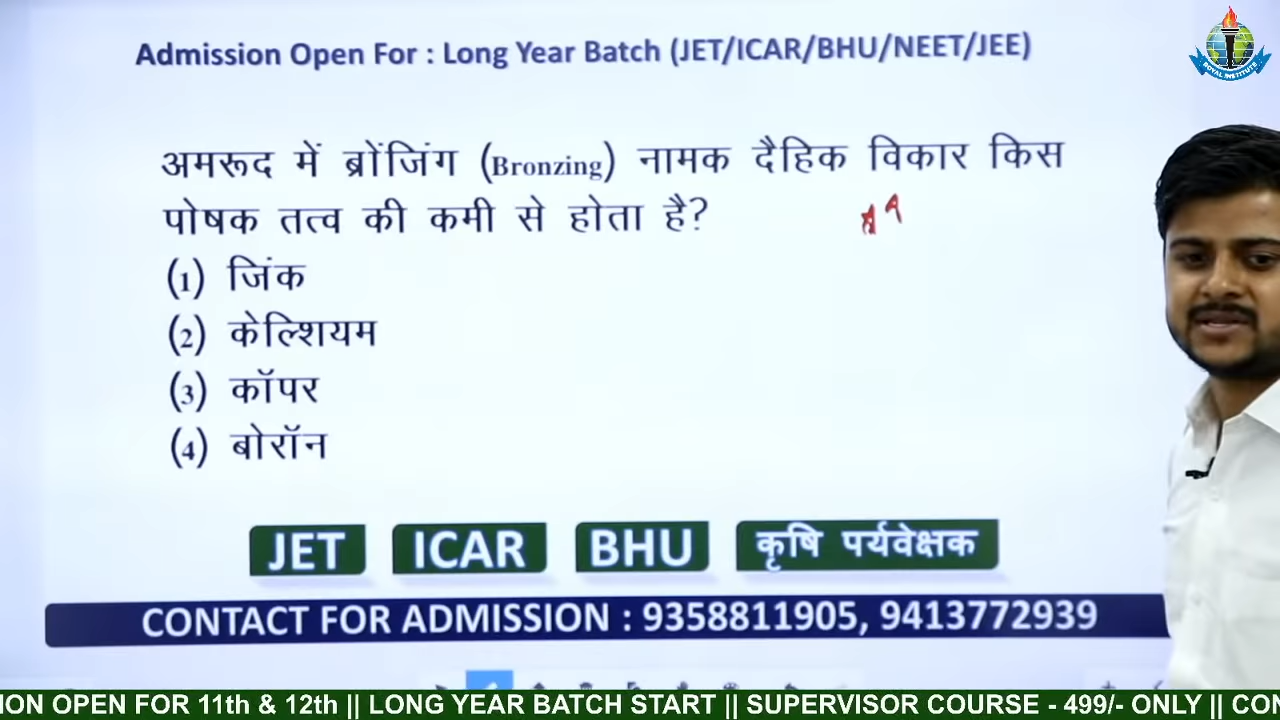 Admission Open For : Long Year Batch (JET/ICAR/BHU/NEET/JEE)
ROYAL INSTITUTE
अमरूद में ब्रोंजिंग (Bronzing) नामक दैहिक विकार किस
पोषक तत्व की कमी से होता है?
(1) जिंक
(2) केल्शियम
(3) कॉपर
(4) बोरॉन
JET ICAR BHU कृषि पर्यवेक्षक
CONTACT FOR ADMISSION : 9358811905, 9413772939
ION OPEN FOR 11th & 12th || LONG YEAR BATCH START || SUPERVISOR COURSE - 499/- ONLY || CON